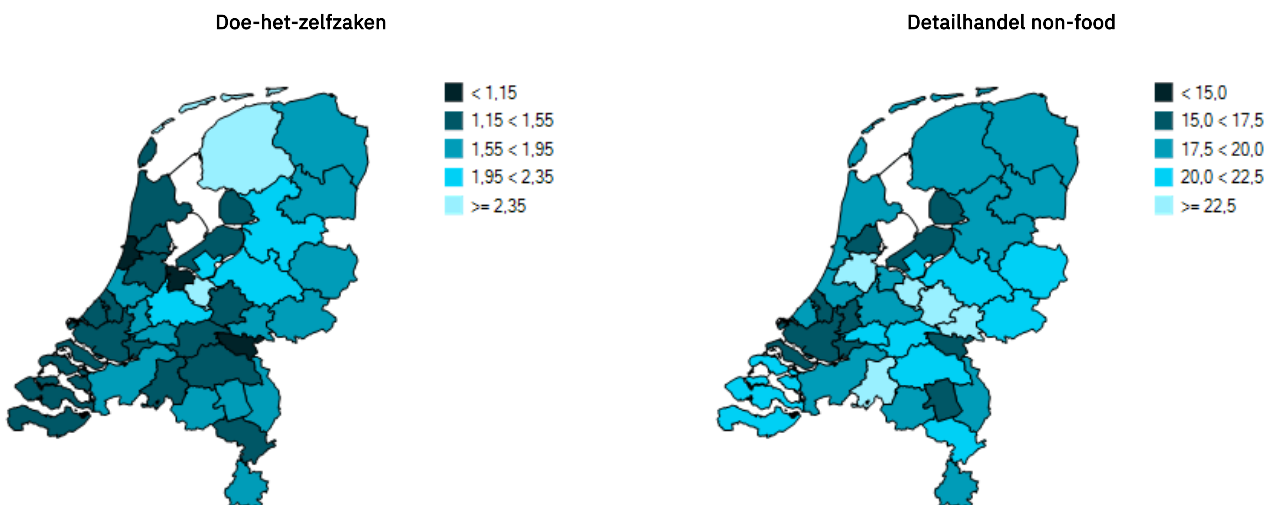 Doe-het-zelfzaken
< 1,15
1,15 < 1,55
1,55 < 1,95
1,95 < 2,35
>= 2,35
Detailhandel non-food
< 15,0
15,0 < 17,5
17,5 < 20,0
20,0 < 22,5
>= 22,5